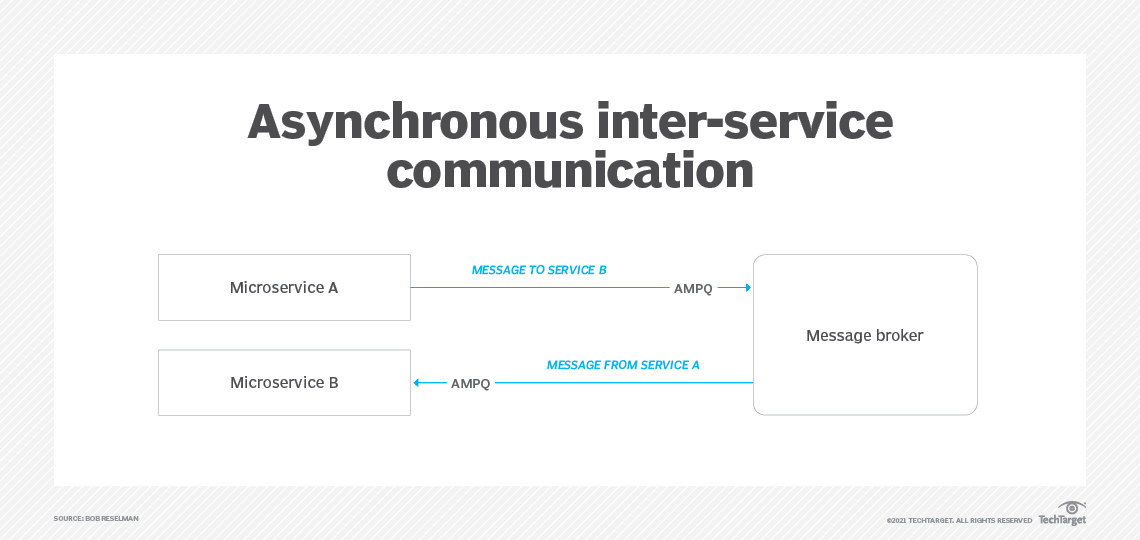 Asynchronous inter-service
communication
MESSAGE TO SERVICE B
Microservice A
AMPQ
Message broker
MESSAGE FROM SERVICE A
Microservice B
AMPQ
SOURCE: BOB RESELMAN
©2021 TECHTARGET. ALL RIGHTS RESERVED
TechTarget